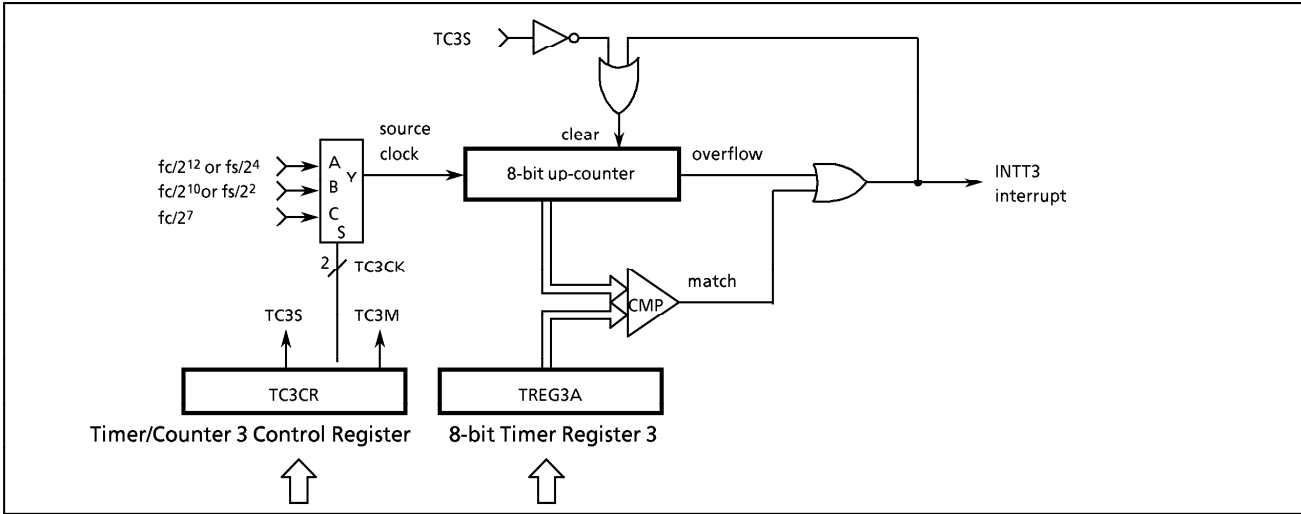 TC3S
source
clock
clear
fc/2¹² or fs/2⁴
fc/2¹⁰or fs/2²
fc/2⁷
A
B
C
Y
S
8-bit up-counter
overflow
INTT3
interrupt
2
TC3CK
CMP
match
TC3S
TC3M
TC3CR
TREG3A
Timer/Counter 3 Control Register
8-bit Timer Register 3